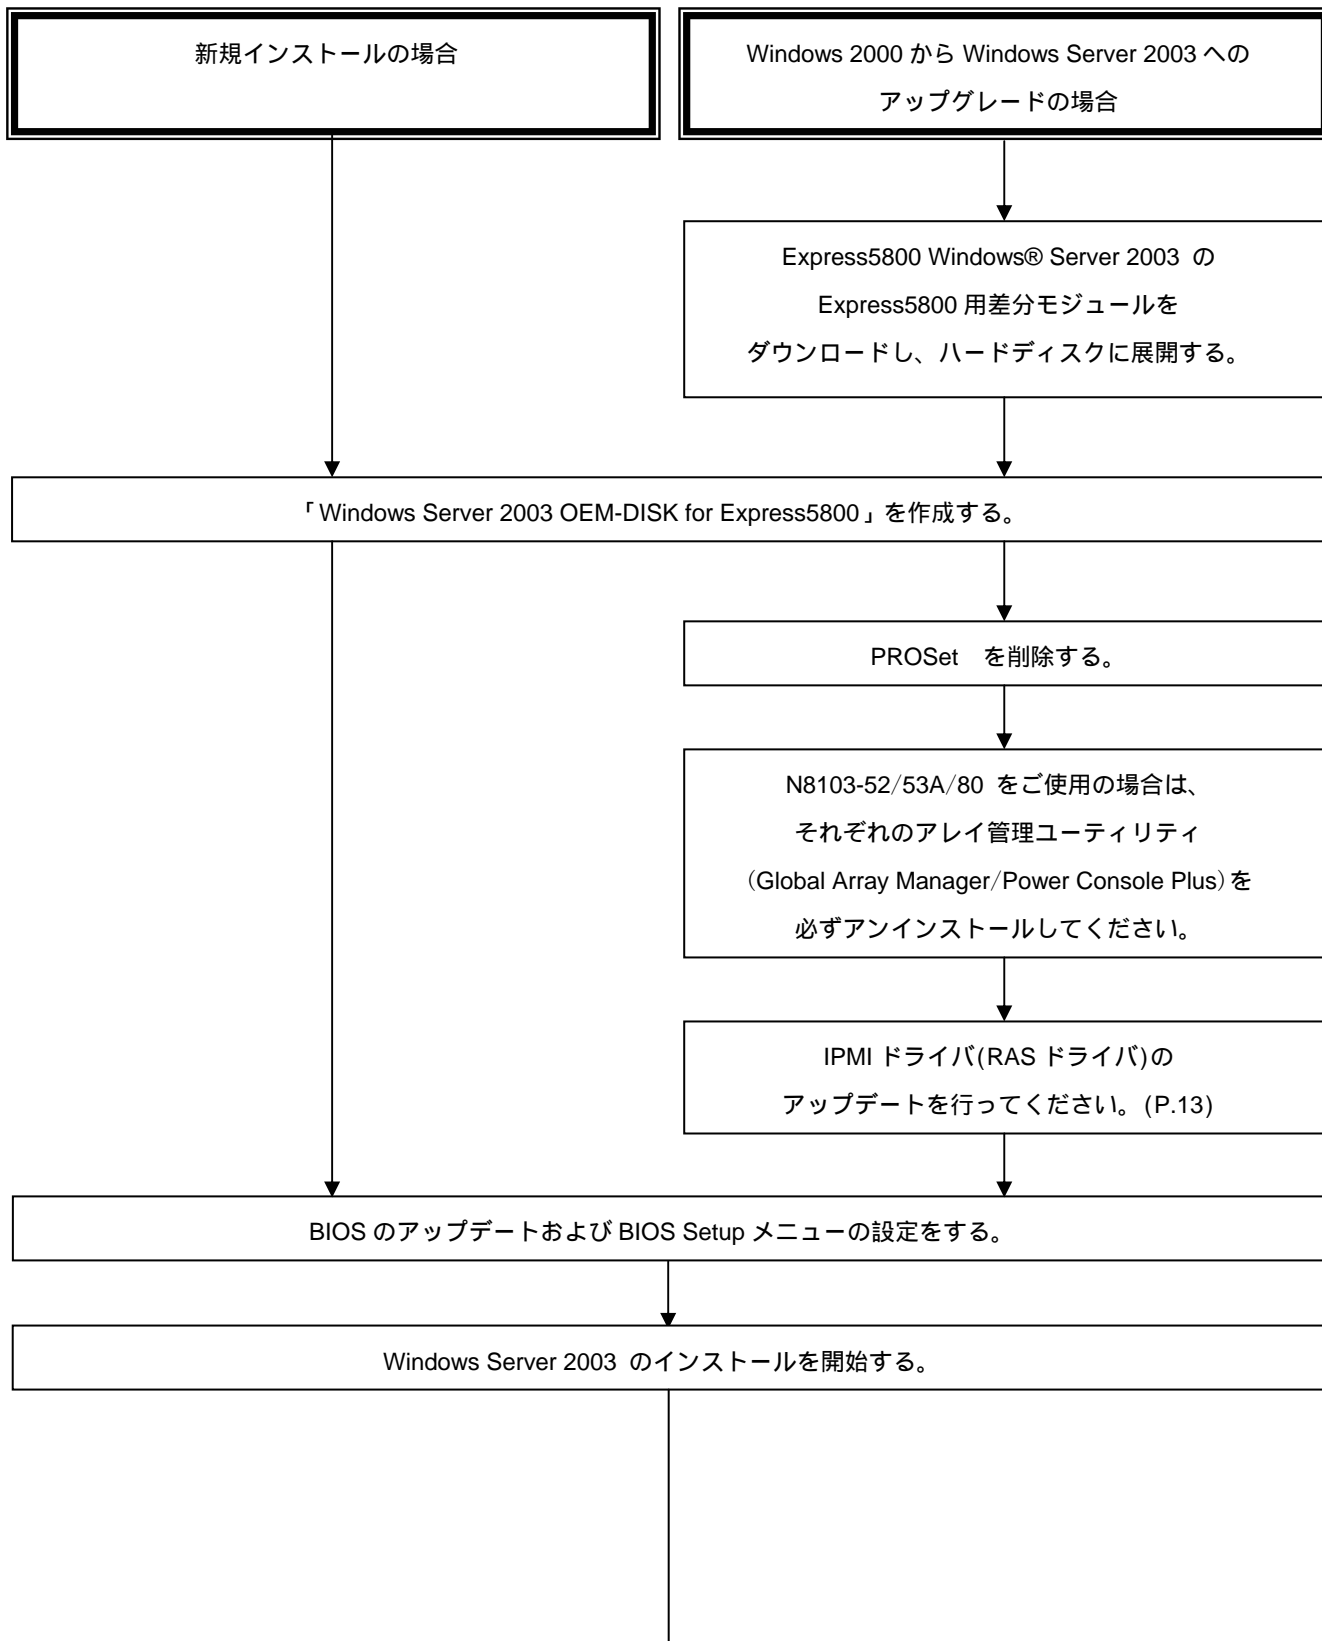 新規インストールの場合
Windows 2000 から Windows Server 2003 への
アップグレードの場合
Express5800 Windows® Server 2003 の
Express5800 用差分モジュールを
ダウンロードし、ハードディスクに展開する。
「Windows Server 2003 OEM-DISK for Express5800」を作成する。
PROSet　を削除する。
N8103-52/53A/80 をご使用の場合は、
それぞれのアレイ管理ユーティリティ
（Global Array Manager/Power Console Plus）を
必ずアンインストールしてください。
IPMI ドライバ(RAS ドライバ)の
アップデートを行ってください。(P.13)
BIOS のアップデートおよび BIOS Setup メニューの設定をする。
Windows Server 2003 のインストールを開始する。